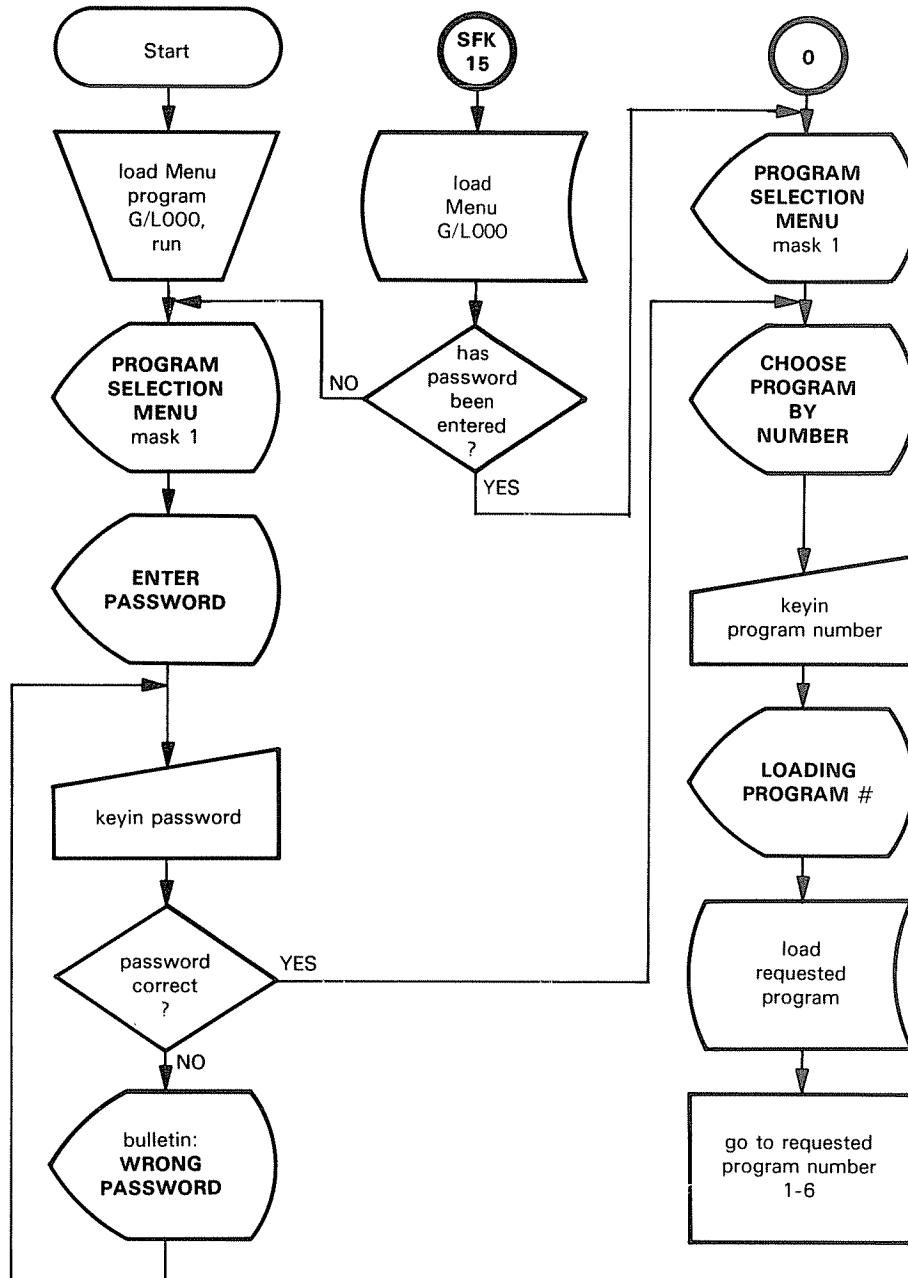 Start
load Menu
program
G/L000,
run
PROGRAM
SELECTION
MENU
mask 1
ENTER
PASSWORD
keyin password
password
correct
?
YES
NO
bulletin:
WRONG
PASSWORD
SFK
15
load
Menu
G/L000
has
password
been
entered
?
NO
YES
0
PROGRAM
SELECTION
MENU
mask 1
CHOOSE
PROGRAM
BY
NUMBER
keyin
program number
LOADING
PROGRAM #
load
requested
program
go to requested
program number
1-6